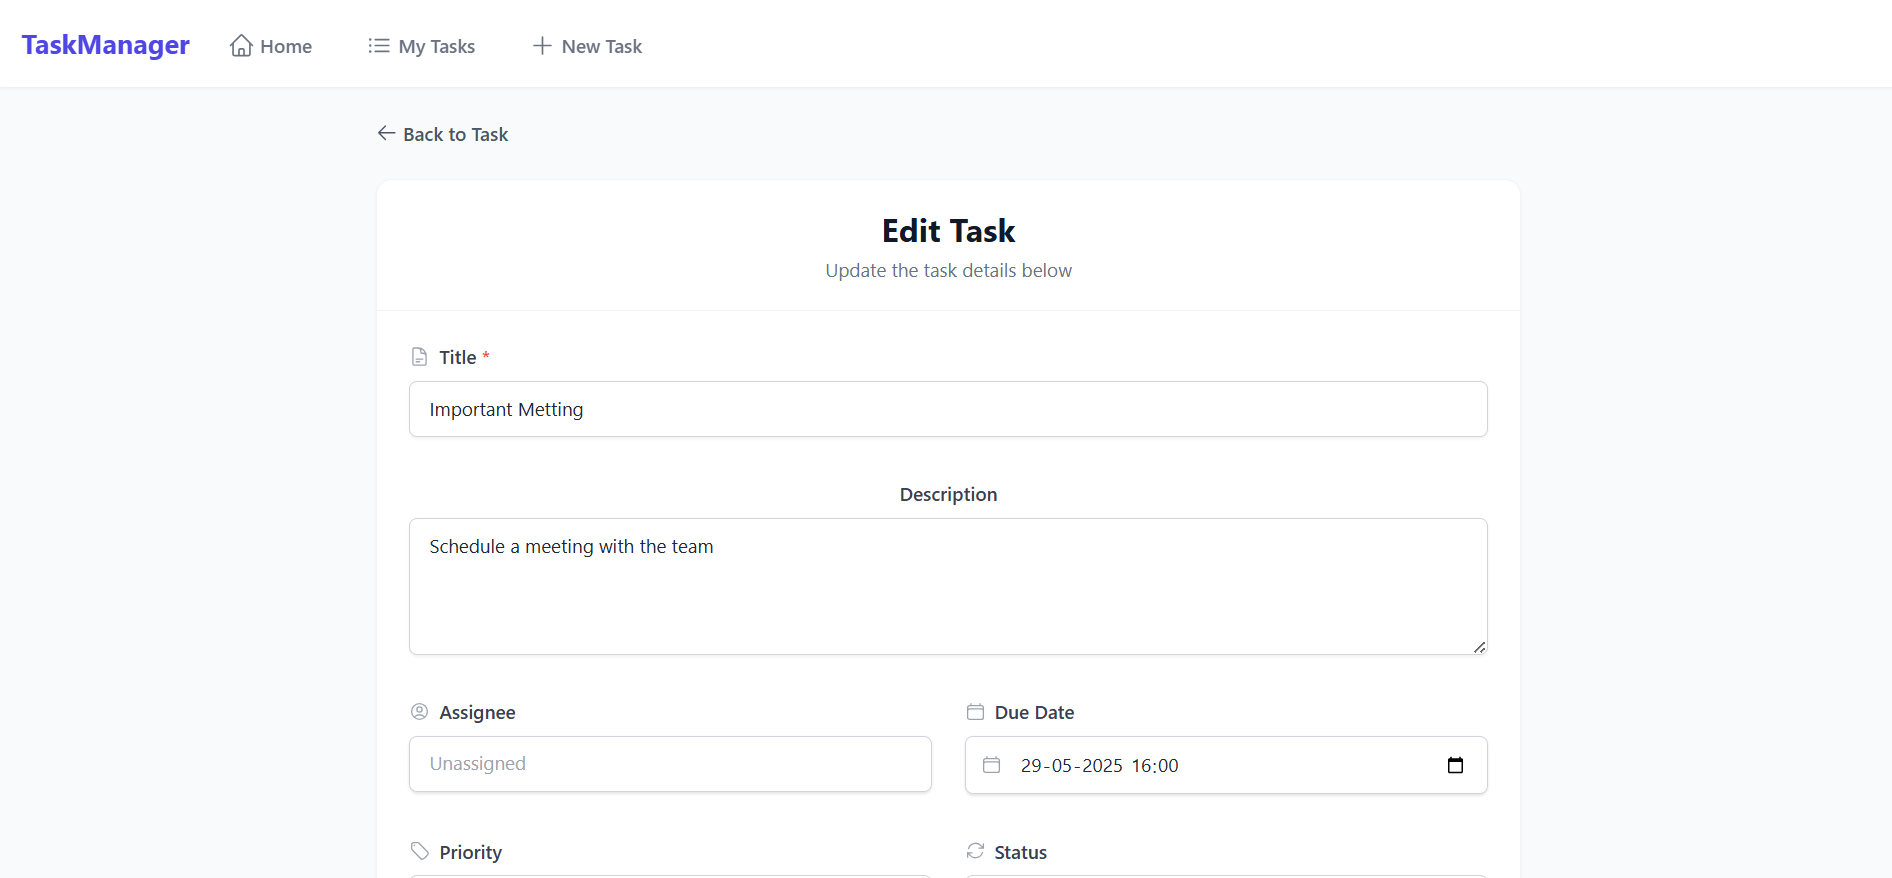 TaskManager Home My Tasks New Task
Back to Task
Edit Task
Update the task details below
Title *
Important Metting
Description
Schedule a meeting with the team
Assignee
Unassigned
Due Date
29-05-2025 16:00
Priority
Status